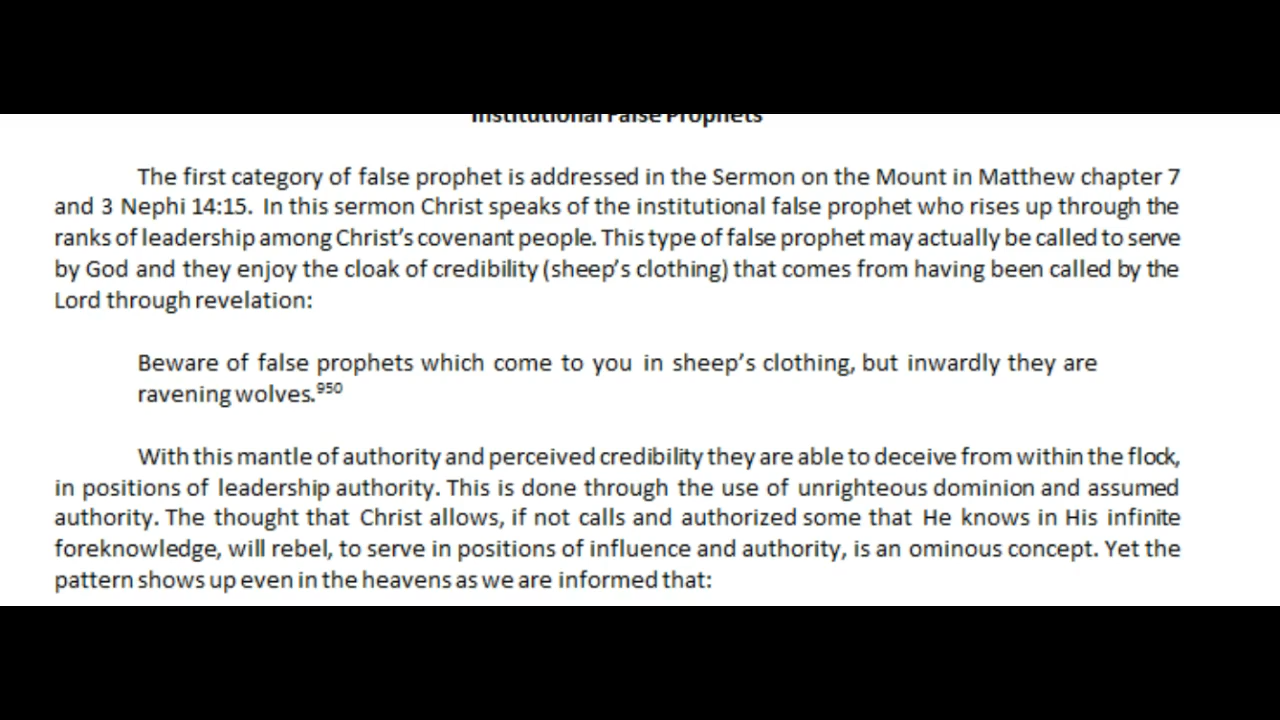 Institutional False Prophets
The first category of false prophet is addressed in the Sermon on the Mount in Matthew chapter 7
and 3 Nephi 14:15. In this sermon Christ speaks of the institutional false prophet who rises up through the
ranks of leadership among Christ's covenant people. This type of false prophet may actually be called to serve
by God and they enjoy the cloak of credibility (sheep's clothing) that comes from having been called by the
Lord through revelation:
Beware of false prophets which come to you in sheep's clothing, but inwardly they are
ravening wolves.950
With this mantle of authority and perceived credibility they are able to deceive from within the flock,
in positions of leadership authority. This is done through the use of unrighteous dominion and assumed
authority. The thought that Christ allows, if not calls and authorized some that He knows in His infinite
foreknowledge, will rebel, to serve in positions of influence and authority, is an ominous concept. Yet the
pattern shows up even in the heavens as we are informed that: